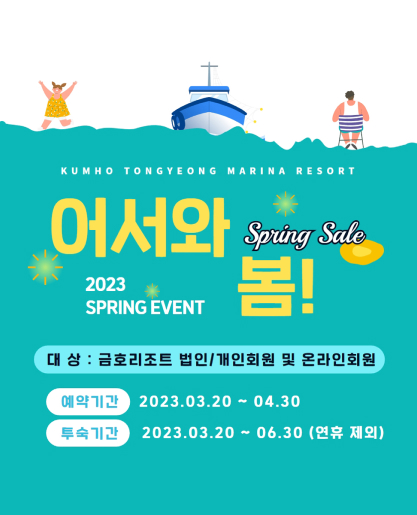 KUMHO TONGYEONG MARINA RESORT
어서와
Spring Sale
봄!
2023
SPRING EVENT
대 상 : 금호리조트 법인/개인회원 및 온라인회원
예약기간 2023.03.20 ~ 04.30
투숙기간 2023.03.20 ~ 06.30 (연휴 제외)